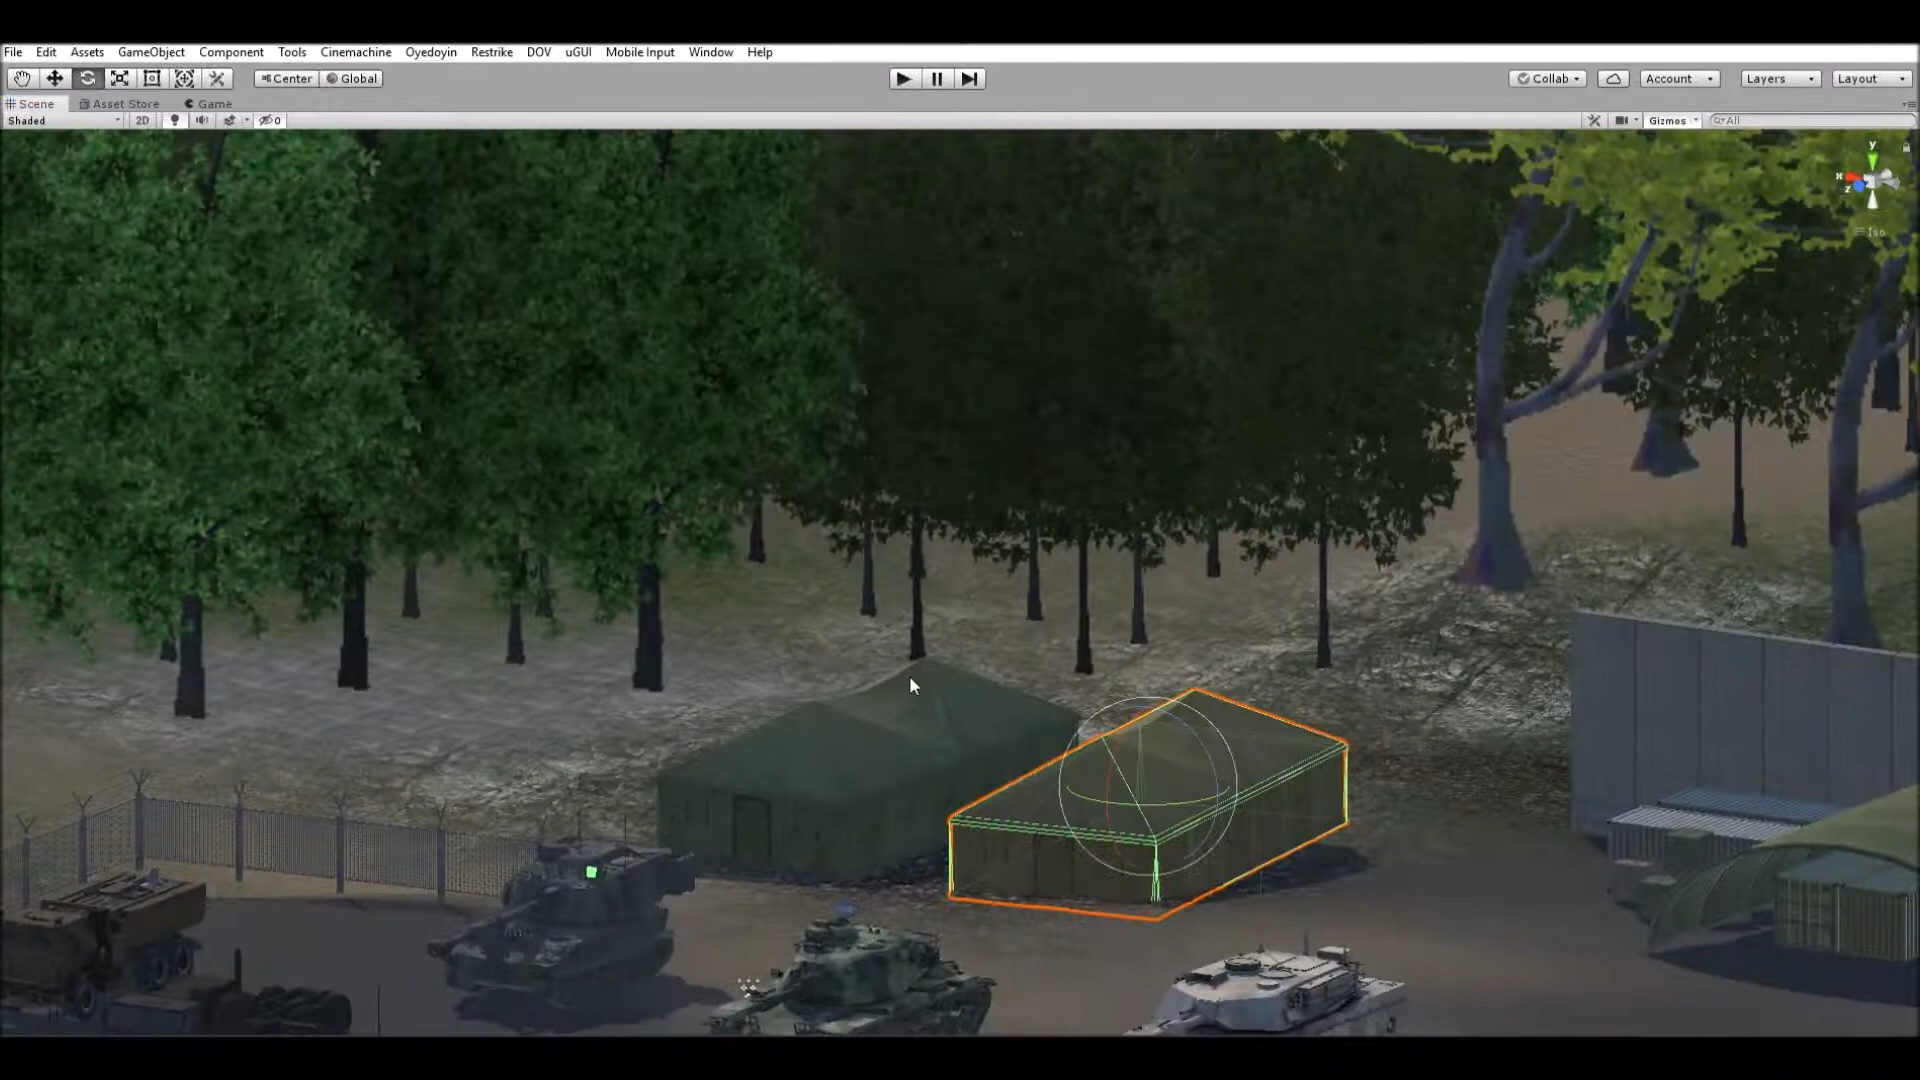 File Edit Assets GameObject Component Tools Cinemachine Oyedoyin Restrike DOV uGUI Mobile Input Window Help
Center Global Collab Account Layers Layout
Scene Asset Store Game
Shaded 2D 0 Gizmos All
y
x
z
Iso